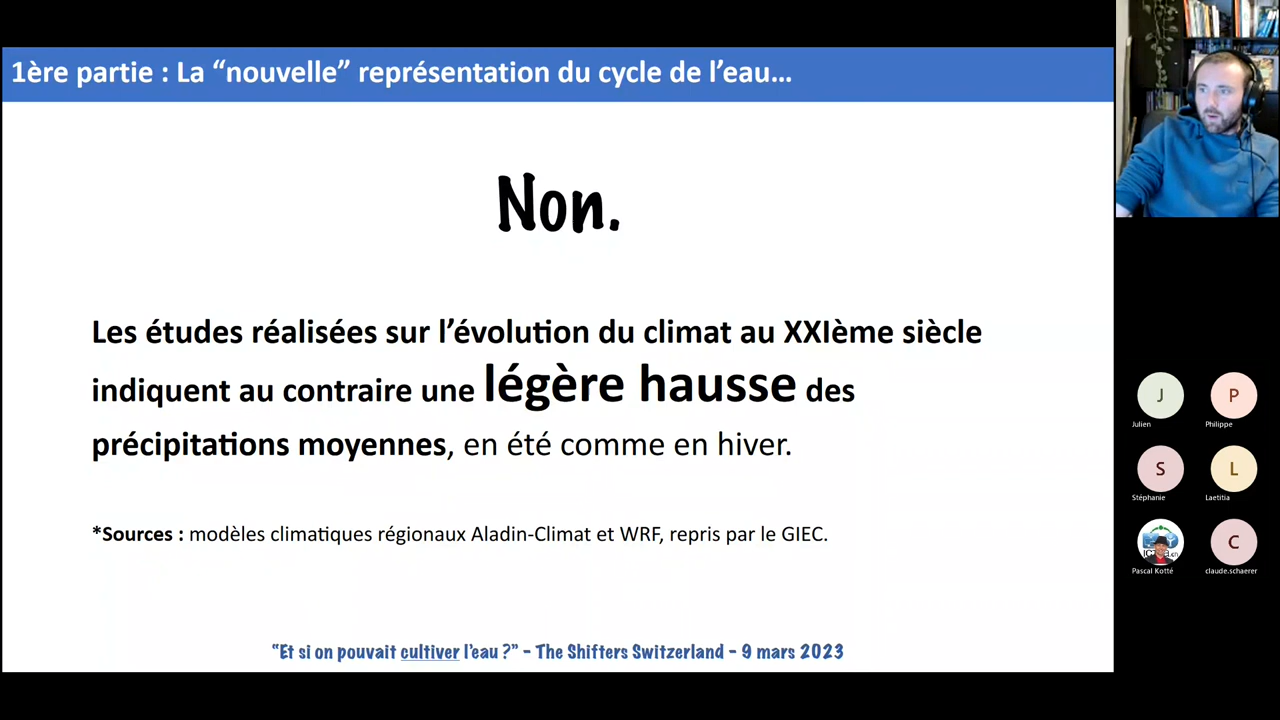 1ère partie : La “nouvelle” représentation du cycle de l’eau…
Non.
Les études réalisées sur l’évolution du climat au XXIème siècle
indiquent au contraire une légère hausse des
précipitations moyennes, en été comme en hiver.
*Sources : modèles climatiques régionaux Aladin-Climat et WRF, repris par le GIEC.
“Et si on pouvait cultiver l’eau ?” – The Shifters Switzerland – 9 mars 2023
J
P
Julien
Philippe
S
L
Stéphanie
Laetitia
C
Pascal Kotté
claude.schaerer